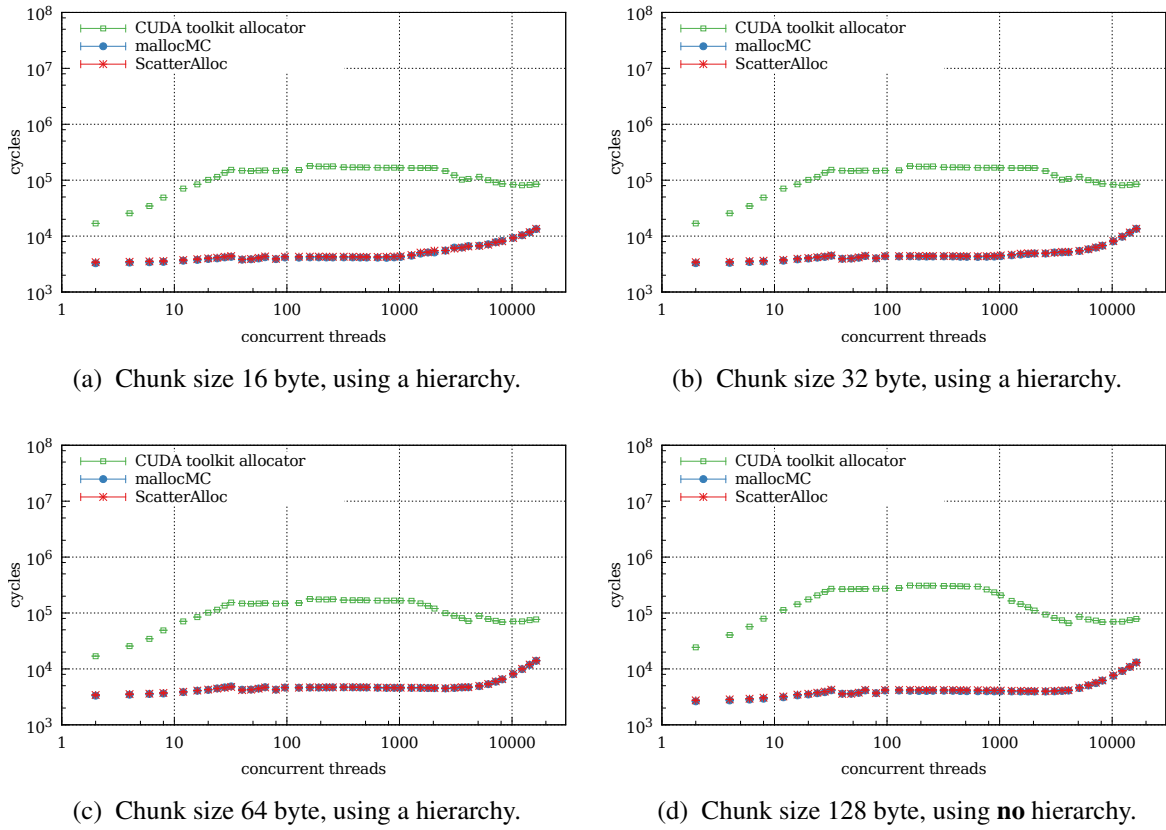 10^8
10^7
10^6
10^5
10^4
10^3
cycles
CUDA toolkit allocator
mallocMC
ScatterAlloc
1 10 100 1000 10000
concurrent threads
(a) Chunk size 16 byte, using a hierarchy.
10^8
10^7
10^6
10^5
10^4
10^3
cycles
CUDA toolkit allocator
mallocMC
ScatterAlloc
1 10 100 1000 10000
concurrent threads
(b) Chunk size 32 byte, using a hierarchy.
10^8
10^7
10^6
10^5
10^4
10^3
cycles
CUDA toolkit allocator
mallocMC
ScatterAlloc
1 10 100 1000 10000
concurrent threads
(c) Chunk size 64 byte, using a hierarchy.
10^8
10^7
10^6
10^5
10^4
10^3
cycles
CUDA toolkit allocator
mallocMC
ScatterAlloc
1 10 100 1000 10000
concurrent threads
(d) Chunk size 128 byte, using no hierarchy.